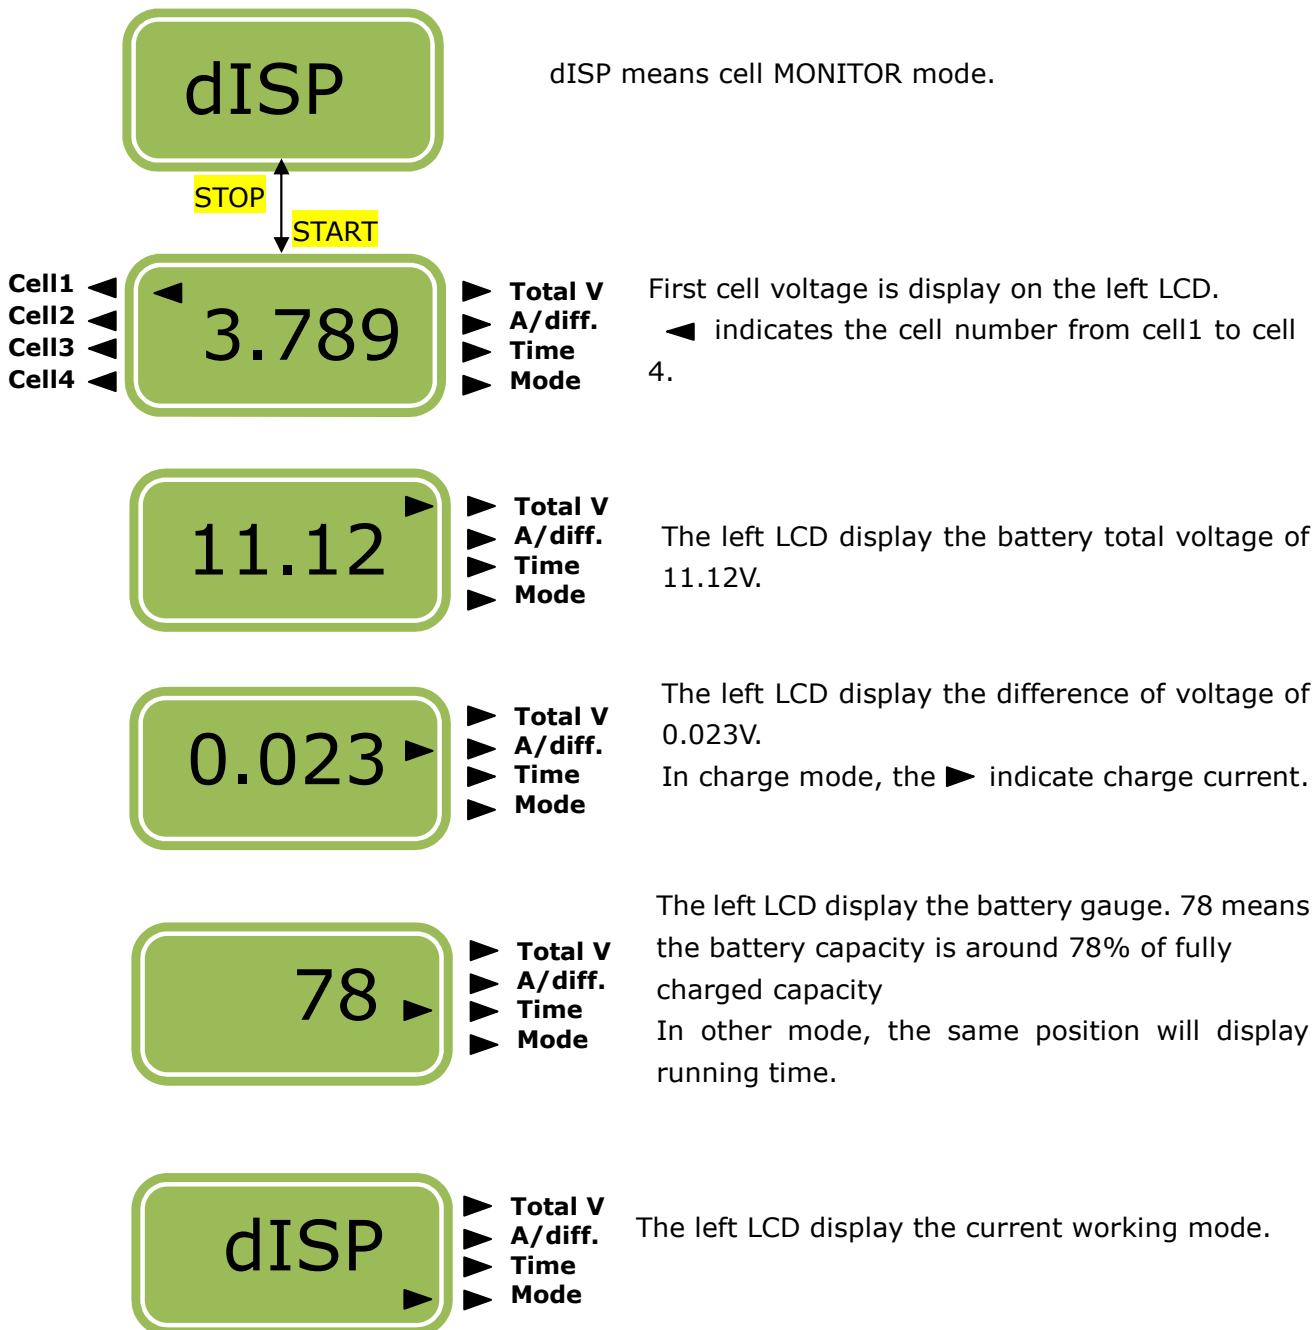 dISP
dISP means cell MONITOR mode.
STOP
START
Cell1
Cell2
Cell3
Cell4
3.789
Total V
A/diff.
Time
Mode
First cell voltage is display on the left LCD.
◄ indicates the cell number from cell1 to cell
4.
11.12
Total V
A/diff.
Time
Mode
The left LCD display the battery total voltage of
11.12V.
0.023
Total V
A/diff.
Time
Mode
The left LCD display the difference of voltage of
0.023V.
In charge mode, the ► indicate charge current.
78
Total V
A/diff.
Time
Mode
The left LCD display the battery gauge. 78 means
the battery capacity is around 78% of fully
charged capacity
In other mode, the same position will display
running time.
dISP
Total V
A/diff.
Time
Mode
The left LCD display the current working mode.